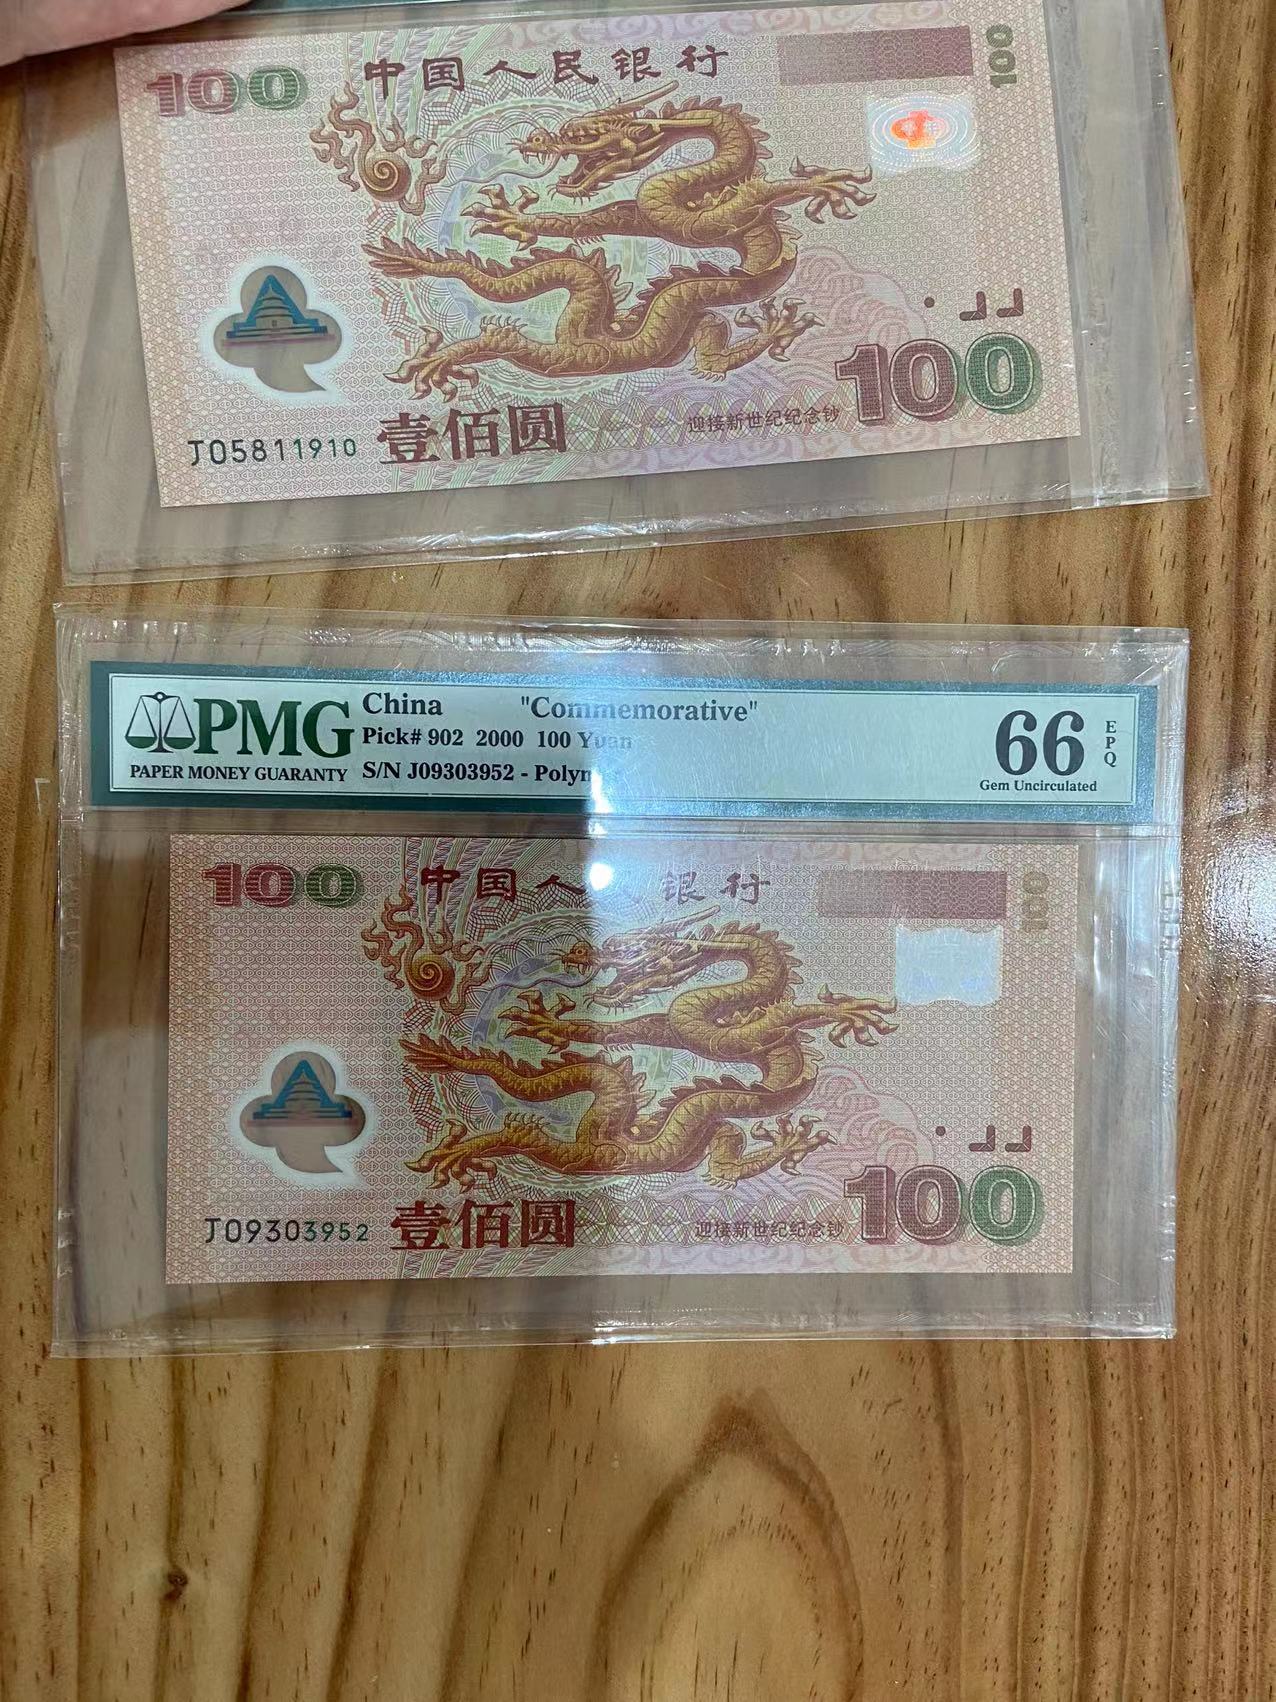 100
中国人民银行
100
100
迎接新世纪纪念钞
J05811910
壹佰圆
PMG
PAPER MONEY GUARANTY
China "Commemorative"
Pick# 902 2000 100 Yuan
S/N J09303952 - Polym
66 EPQ
Gem Uncirculated
100
中国人民银行
100
100
迎接新世纪纪念钞
J09303952
壹佰圆